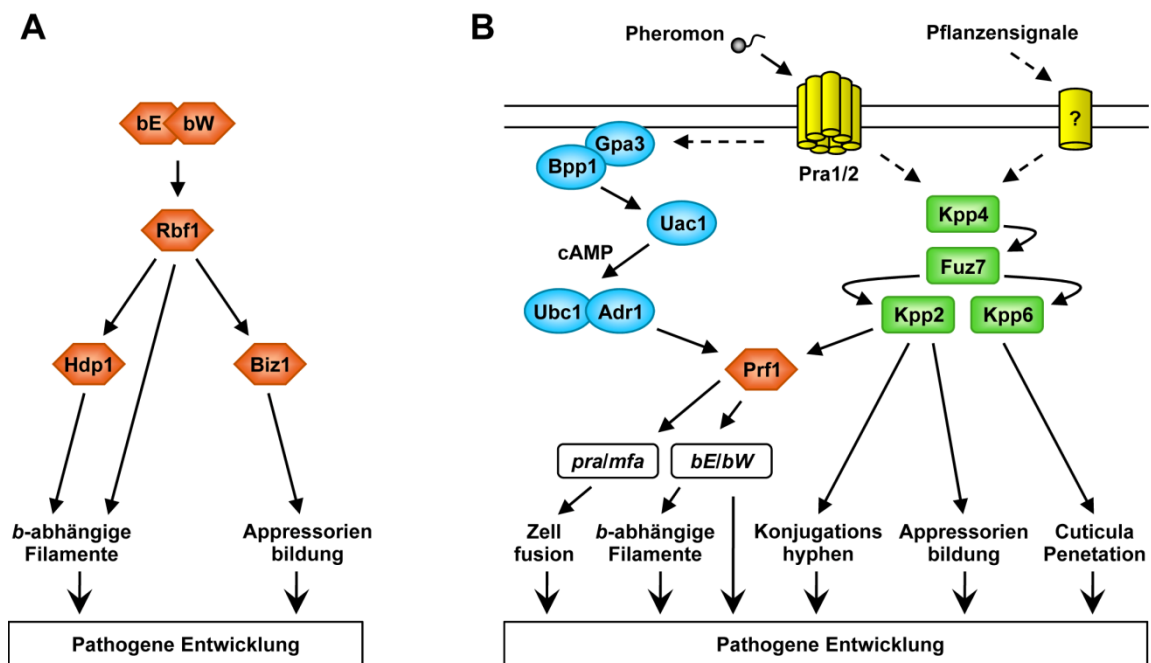 A
bE bW
Rbf1
Hdp1
Biz1
b-abhängige
Filamente
Appressorien
bildung
Pathogene Entwicklung
B
Pheromon
Pflanzensignale
?
Gpa3
Bpp1
Pra1/2
Uac1
Kpp4
cAMP
Fuz7
Ubc1 Adr1
Kpp2 Kpp6
Prf1
pra/mfa
bE/bW
Zell
fusion
b-abhängige
Filamente
Konjugations
hyphen
Appressorien
bildung
Cuticula
Penetation
Pathogene Entwicklung